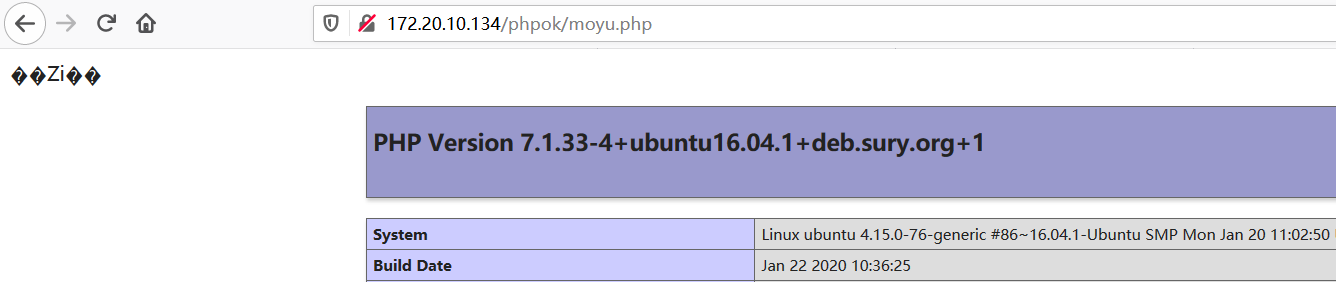 172.20.10.134/phpok/moyu.php
��Zi��
PHP Version 7.1.33-4+ubuntu16.04.1+deb.sury.org+1
System Linux ubuntu 4.15.0-76-generic #86~16.04.1-Ubuntu SMP Mon Jan 20 11:02:50
Build Date Jan 22 2020 10:36:25